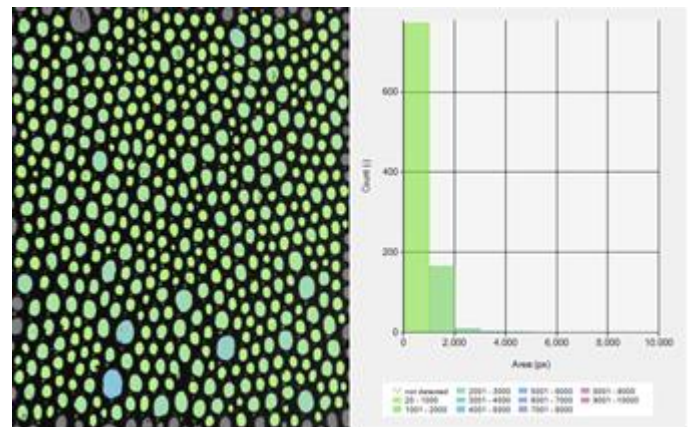 600
400
200
0
Count (-)
0 2.000 4.000 6.000 8.000 10.000
Area (px)
not detected 2001 - 3000 5001 - 6000 8001 - 9000
20 - 1000 3001 - 4000 6001 - 7000 9001 - 10000
1001 - 2000 4001 - 5000 7001 - 8000